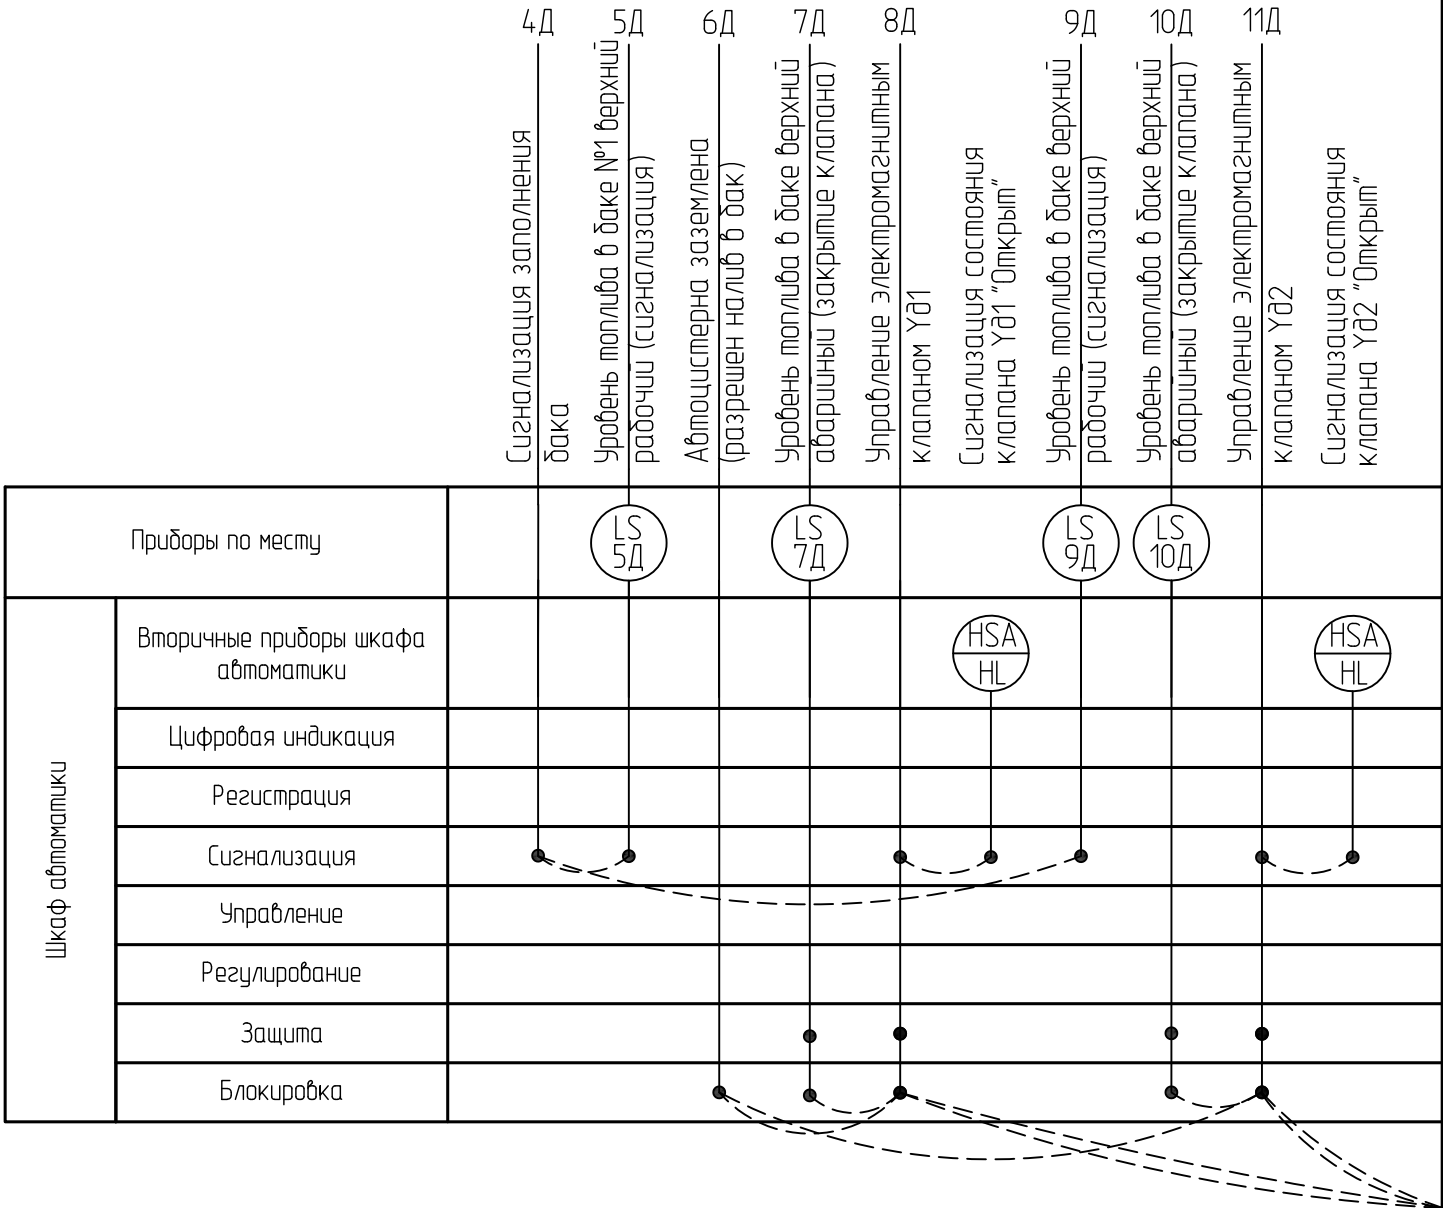 4Д
5Д
6Д
7Д
8Д
9Д
10Д
11Д
Сигнализация заполнения
бака
Уровень топлива в баке №1 верхний
рабочий (сигнализация)
Автоцистерна заземлена
(разрешен налив в бак)
Уровень топлива в баке верхний
аварийный (закрытие клапана)
Управление электромагнитным
клапаном Yд1
Сигнализация состояния
клапана Yд1 "Открыт"
Уровень топлива в баке верхний
рабочий (сигнализация)
Уровень топлива в баке верхний
аварийный (закрытие клапана)
Управление электромагнитным
клапаном Yд2
Сигнализация состояния
клапана Yд2 "Открыт"
Приборы по месту
LS
5Д
LS
7Д
LS
9Д
LS
10Д
Шкаф автоматики
Вторичные приборы шкафа
автоматики
HSA
HL
HSA
HL
Цифровая индикация
Регистрация
Сигнализация
Управление
Регулирование
Защита
Блокировка